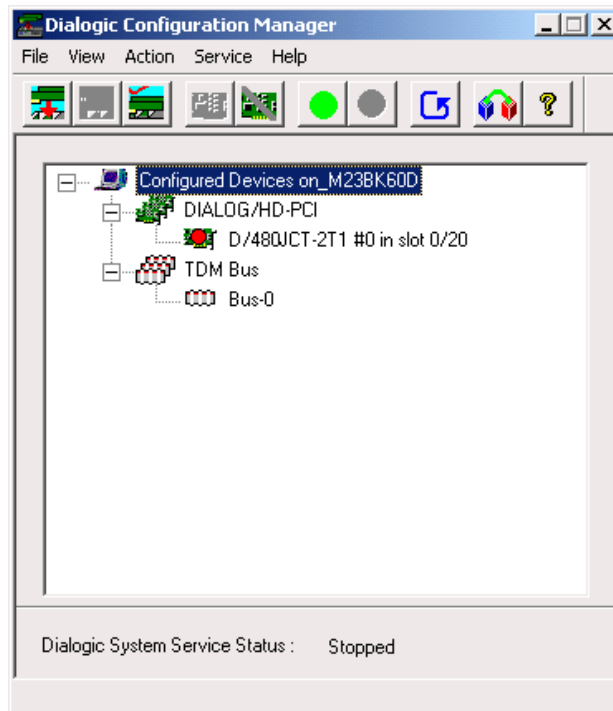 Dialogic Configuration Manager
File View Action Service Help
Configured Devices on_M23BK60D
DIALOG/HD-PCI
D/480JCT-2T1 #0 in slot 0/20
TDM Bus
Bus-0
Dialogic System Service Status : Stopped